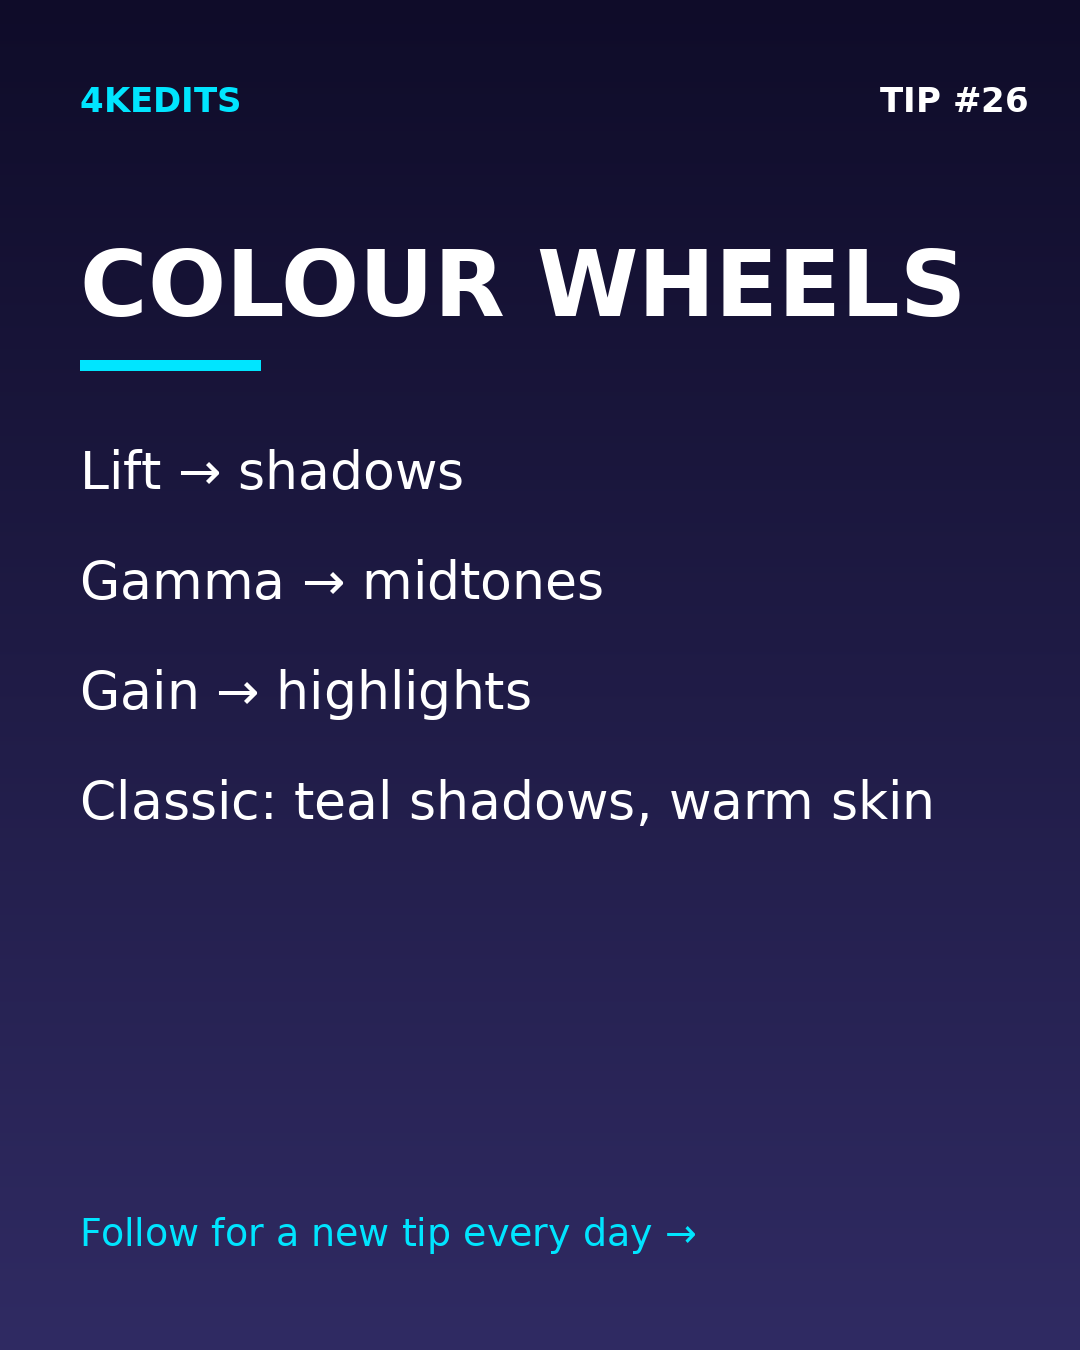 4KEDITS
TIP #26
COLOUR WHEELS
Lift → shadows
Gamma → midtones
Gain → highlights
Classic: teal shadows, warm skin
Follow for a new tip every day →